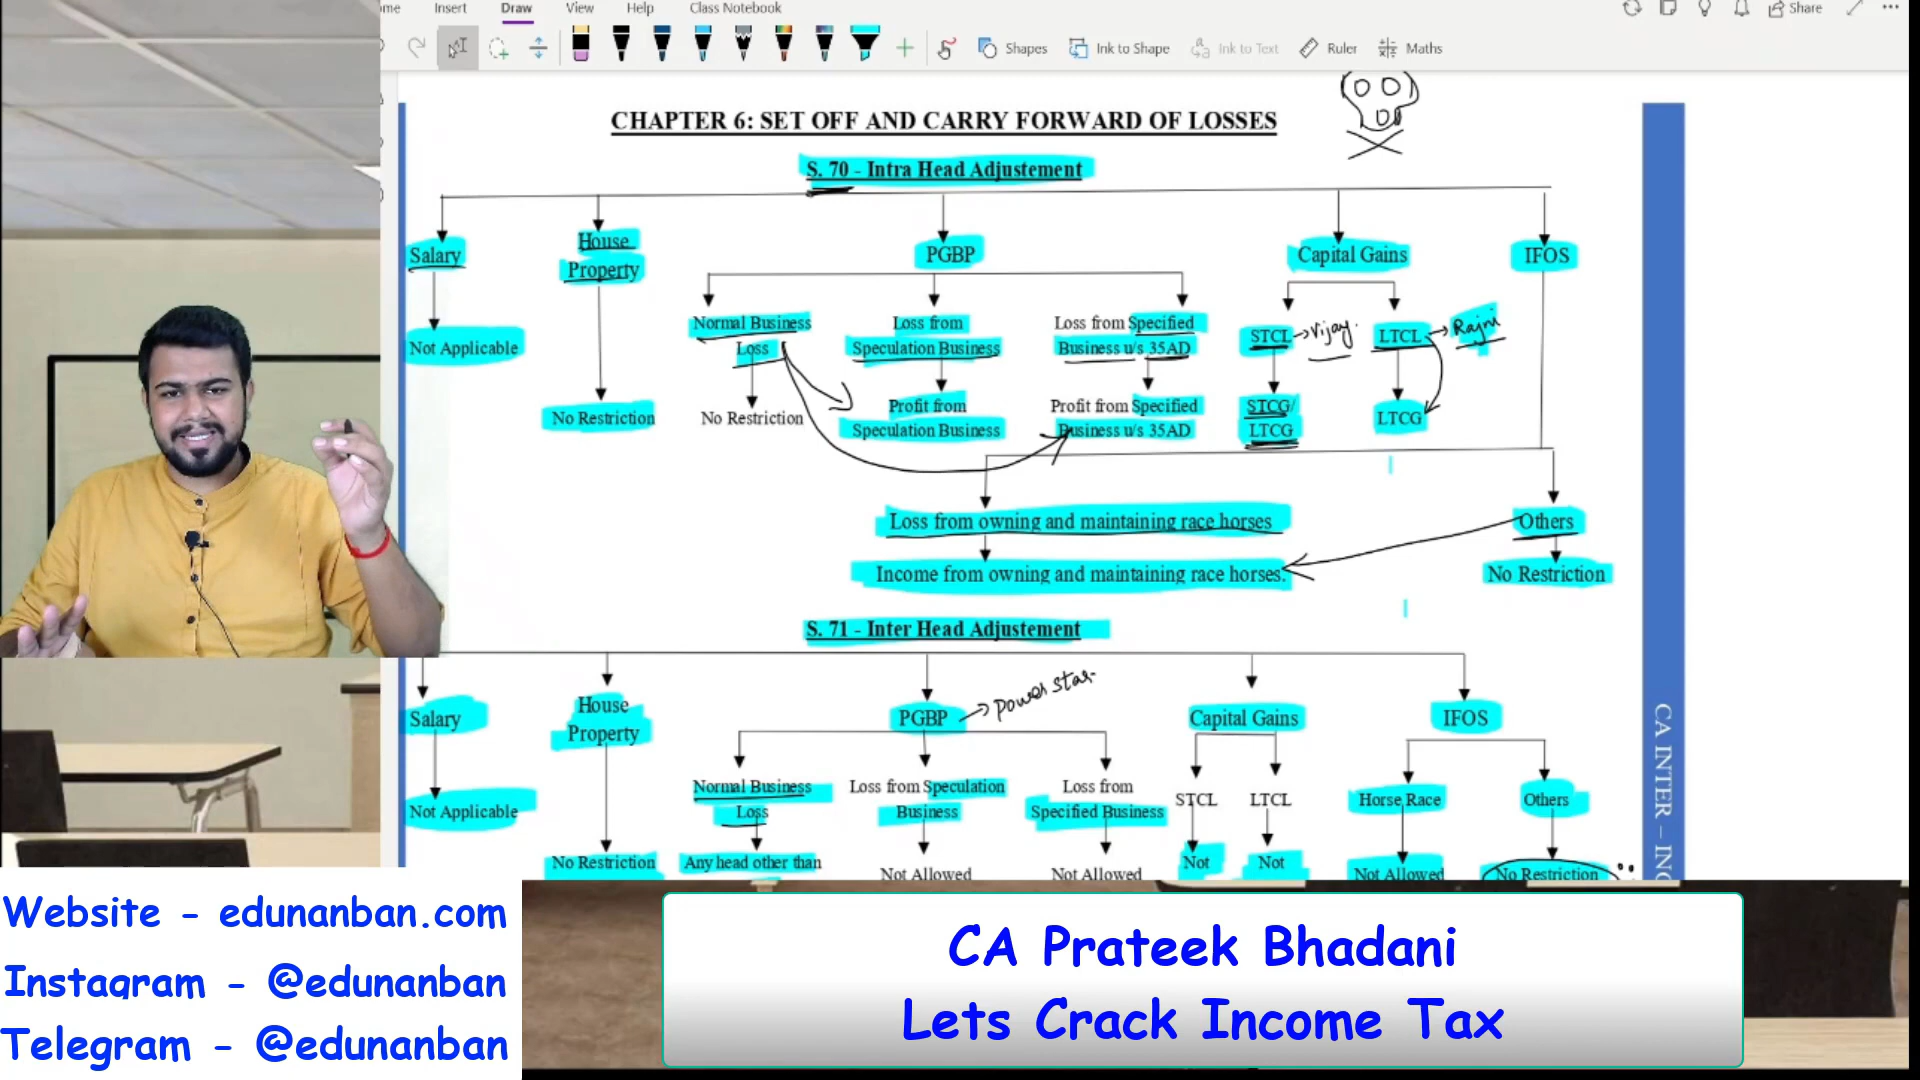 Insert Draw View Help Class Notebook Share
Shapes Ink to Shape Ink to Text Ruler Maths
CHAPTER 6: SET OFF AND CARRY FORWARD OF LOSSES
S. 70 - Intra Head Adjustement
Salary House Property PGBP Capital Gains IFOS
Not Applicable
No Restriction
Normal Business Loss
No Restriction
Loss from Speculation Business
Profit from Speculation Business
Loss from Specified Business u/s 35AD
Profit from Specified Business u/s 35AD
STCL Vijay.
STCG/
LTCG
LTCL Rajni
LTCG
Loss from owning and maintaining race horses
Income from owning and maintaining race horses.
Others
No Restriction
S. 71 - Inter Head Adjustement
Salary House Property PGBP Power Star Capital Gains IFOS
Not Applicable
No Restriction
Normal Business Loss
Any head other than
Loss from Speculation Business
Not Allowed
Loss from Specified Business
Not Allowed
STCL LTCL
Not Not
Horse Race
Not Allowed
Others
No Restriction
CA INTER – INC
Website - edunanban.com
Instagram - @edunanban
Telegram - @edunanban
CA Prateek Bhadani
Lets Crack Income Tax